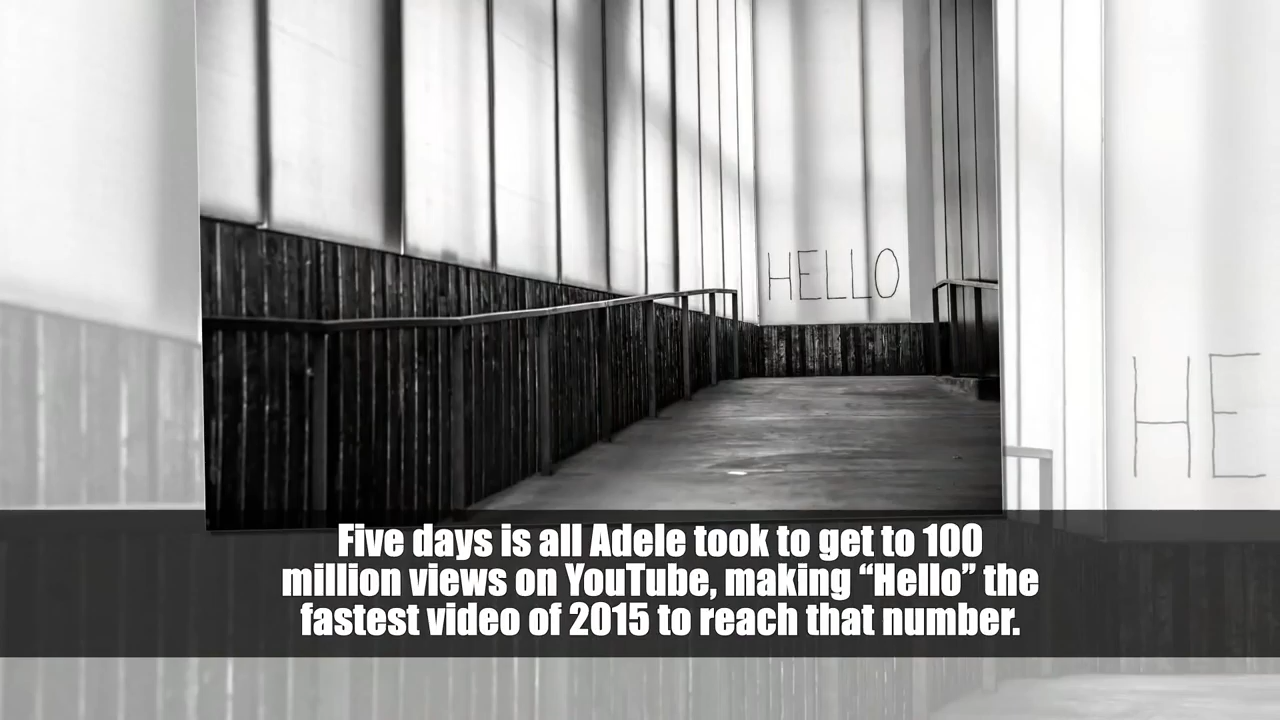 HELLO
HE
Five days is all Adele took to get to 100
million views on YouTube, making “Hello” the
fastest video of 2015 to reach that number.